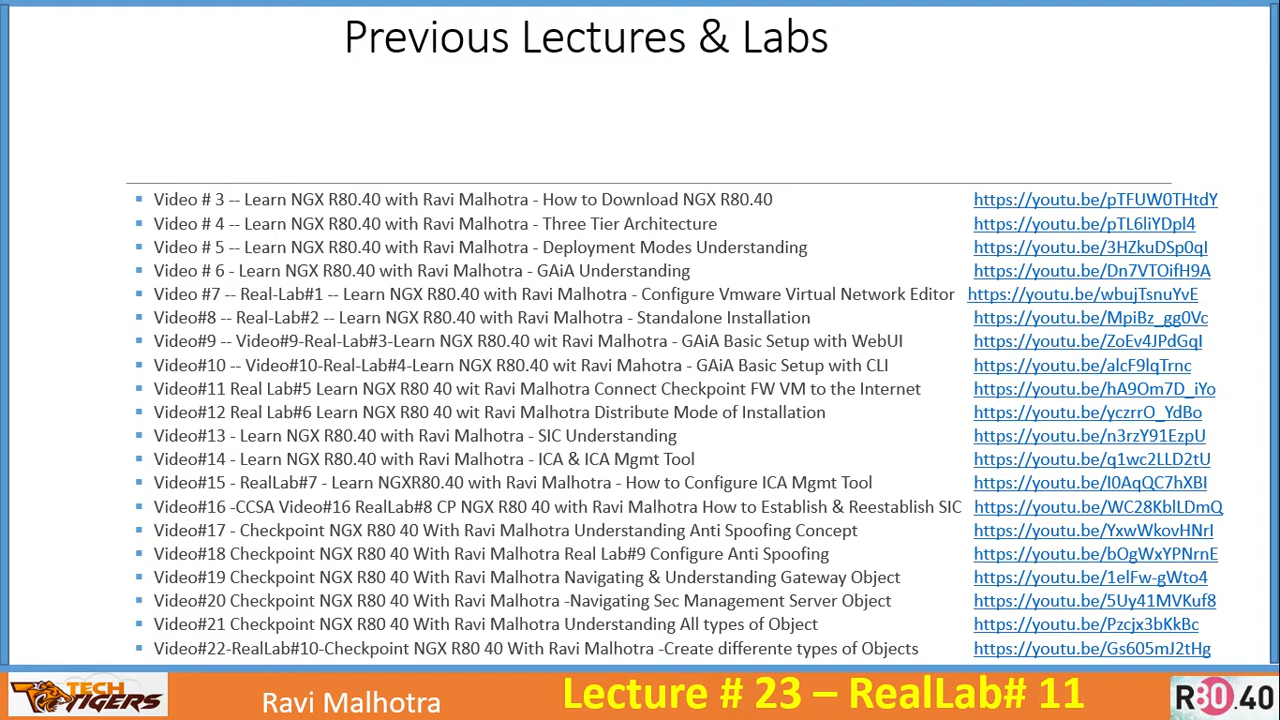 Previous Lectures & Labs
Video # 3 -- Learn NGX R80.40 with Ravi Malhotra - How to Download NGX R80.40 https://youtu.be/pTFUW0THtdY
Video # 4 -- Learn NGX R80.40 with Ravi Malhotra - Three Tier Architecture https://youtu.be/pTL6liYDpl4
Video # 5 -- Learn NGX R80.40 with Ravi Malhotra - Deployment Modes Understanding https://youtu.be/3HZkuDSp0qI
Video # 6 - Learn NGX R80.40 with Ravi Malhotra - GAiA Understanding https://youtu.be/Dn7VTOifH9A
Video #7 -- Real-Lab#1 -- Learn NGX R80.40 with Ravi Malhotra - Configure Vmware Virtual Network Editor https://youtu.be/wbujTsnuYvE
Video#8 -- Real-Lab#2 -- Learn NGX R80.40 with Ravi Malhotra - Standalone Installation https://youtu.be/MpiBz_gg0Vc
Video#9 -- Video#9-Real-Lab#3-Learn NGX R80.40 wit Ravi Malhotra - GAiA Basic Setup with WebUI https://youtu.be/ZoEv4JPdGqI
Video#10 -- Video#10-Real-Lab#4-Learn NGX R80.40 wit Ravi Mahotra - GAiA Basic Setup with CLI https://youtu.be/alcF9lqTrnc
Video#11 Real Lab#5 Learn NGX R80 40 wit Ravi Malhotra Connect Checkpoint FW VM to the Internet https://youtu.be/hA9Om7D_iYo
Video#12 Real Lab#6 Learn NGX R80 40 wit Ravi Malhotra Distribute Mode of Installation https://youtu.be/yczrrO_YdBo
Video#13 - Learn NGX R80.40 with Ravi Malhotra - SIC Understanding https://youtu.be/n3rzY91EzpU
Video#14 - Learn NGX R80.40 with Ravi Malhotra - ICA & ICA Mgmt Tool https://youtu.be/q1wc2LLD2tU
Video#15 - RealLab#7 - Learn NGXR80.40 with Ravi Malhotra - How to Configure ICA Mgmt Tool https://youtu.be/I0AqQC7hXBI
Video#16 -CCSA Video#16 RealLab#8 CP NGX R80 40 with Ravi Malhotra How to Establish & Reestablish SIC https://youtu.be/WC28KblLDmQ
Video#17 - Checkpoint NGX R80 40 With Ravi Malhotra Understanding Anti Spoofing Concept https://youtu.be/YxwWkovHNrI
Video#18 Checkpoint NGX R80 40 With Ravi Malhotra Real Lab#9 Configure Anti Spoofing https://youtu.be/bOgWxYPNrnE
Video#19 Checkpoint NGX R80 40 With Ravi Malhotra Navigating & Understanding Gateway Object https://youtu.be/1elFw-gWto4
Video#20 Checkpoint NGX R80 40 With Ravi Malhotra -Navigating Sec Management Server Object https://youtu.be/5Uy41MVKuf8
Video#21 Checkpoint NGX R80 40 With Ravi Malhotra Understanding All types of Object https://youtu.be/Pzcjx3bKkBc
Video#22-RealLab#10-Checkpoint NGX R80 40 With Ravi Malhotra -Create differente types of Objects https://youtu.be/Gs605mJ2tHg
TECH
TIGERS
Ravi Malhotra
Lecture # 23 – RealLab# 11
R80.40